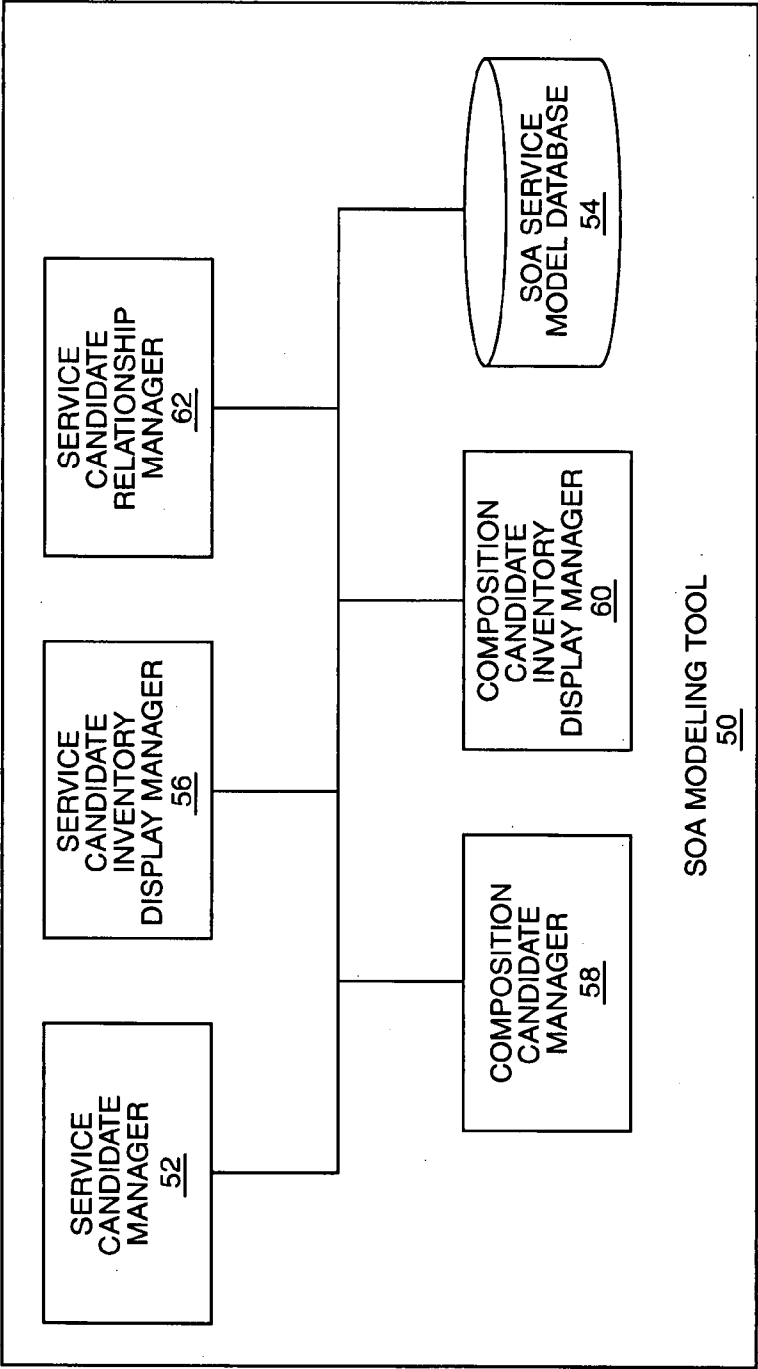 SERVICE
CANDIDATE
MANAGER
52
SERVICE
CANDIDATE
INVENTORY
DISPLAY MANAGER
56
SERVICE
CANDIDATE
RELATIONSHIP
MANAGER
62
COMPOSITION
CANDIDATE
MANAGER
58
COMPOSITION
CANDIDATE
INVENTORY
DISPLAY MANAGER
60
SOA SERVICE
MODEL DATABASE
54
SOA MODELING TOOL
50